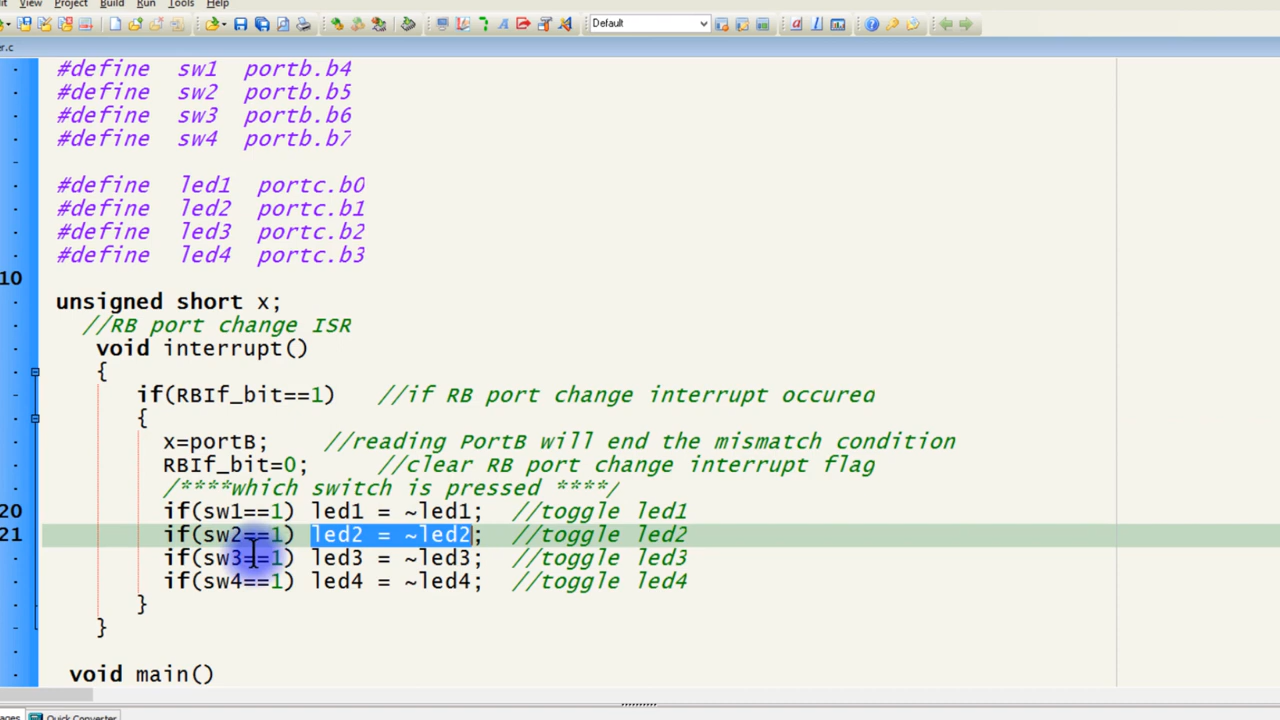 View Project Build Run Tools Help
Default
er.c
#define sw1 portb.b4
#define sw2 portb.b5
#define sw3 portb.b6
#define sw4 portb.b7
#define led1 portc.b0
#define led2 portc.b1
#define led3 portc.b2
#define led4 portc.b3
10
unsigned short x;
//RB port change ISR
void interrupt()
{
if(RBIf_bit==1) //if RB port change interrupt occured
{
x=portB; //reading PortB will end the mismatch condition
RBIf_bit=0; //clear RB port change interrupt flag
/****which switch is pressed ****/
20 if(sw1==1) led1 = ~led1; //toggle led1
21 if(sw2==1) led2 = ~led2; //toggle led2
if(sw3==1) led3 = ~led3; //toggle led3
if(sw4==1) led4 = ~led4; //toggle led4
}
}
void main()
Quick Converter